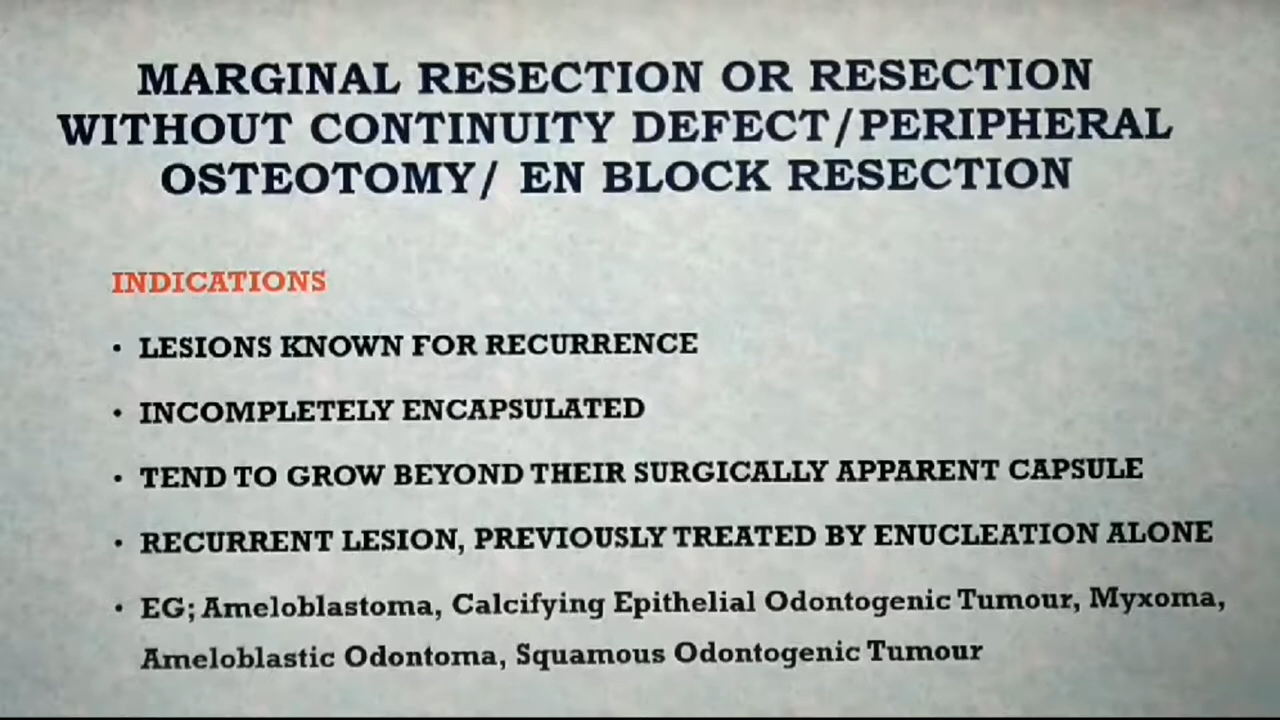 MARGINAL RESECTION OR RESECTION
WITHOUT CONTINUITY DEFECT/PERIPHERAL
OSTEOTOMY/ EN BLOCK RESECTION
INDICATIONS
• LESIONS KNOWN FOR RECURRENCE
• INCOMPLETELY ENCAPSULATED
• TEND TO GROW BEYOND THEIR SURGICALLY APPARENT CAPSULE
• RECURRENT LESION, PREVIOUSLY TREATED BY ENUCLEATION ALONE
• EG; Ameloblastoma, Calcifying Epithelial Odontogenic Tumour, Myxoma,
Ameloblastic Odontoma, Squamous Odontogenic Tumour